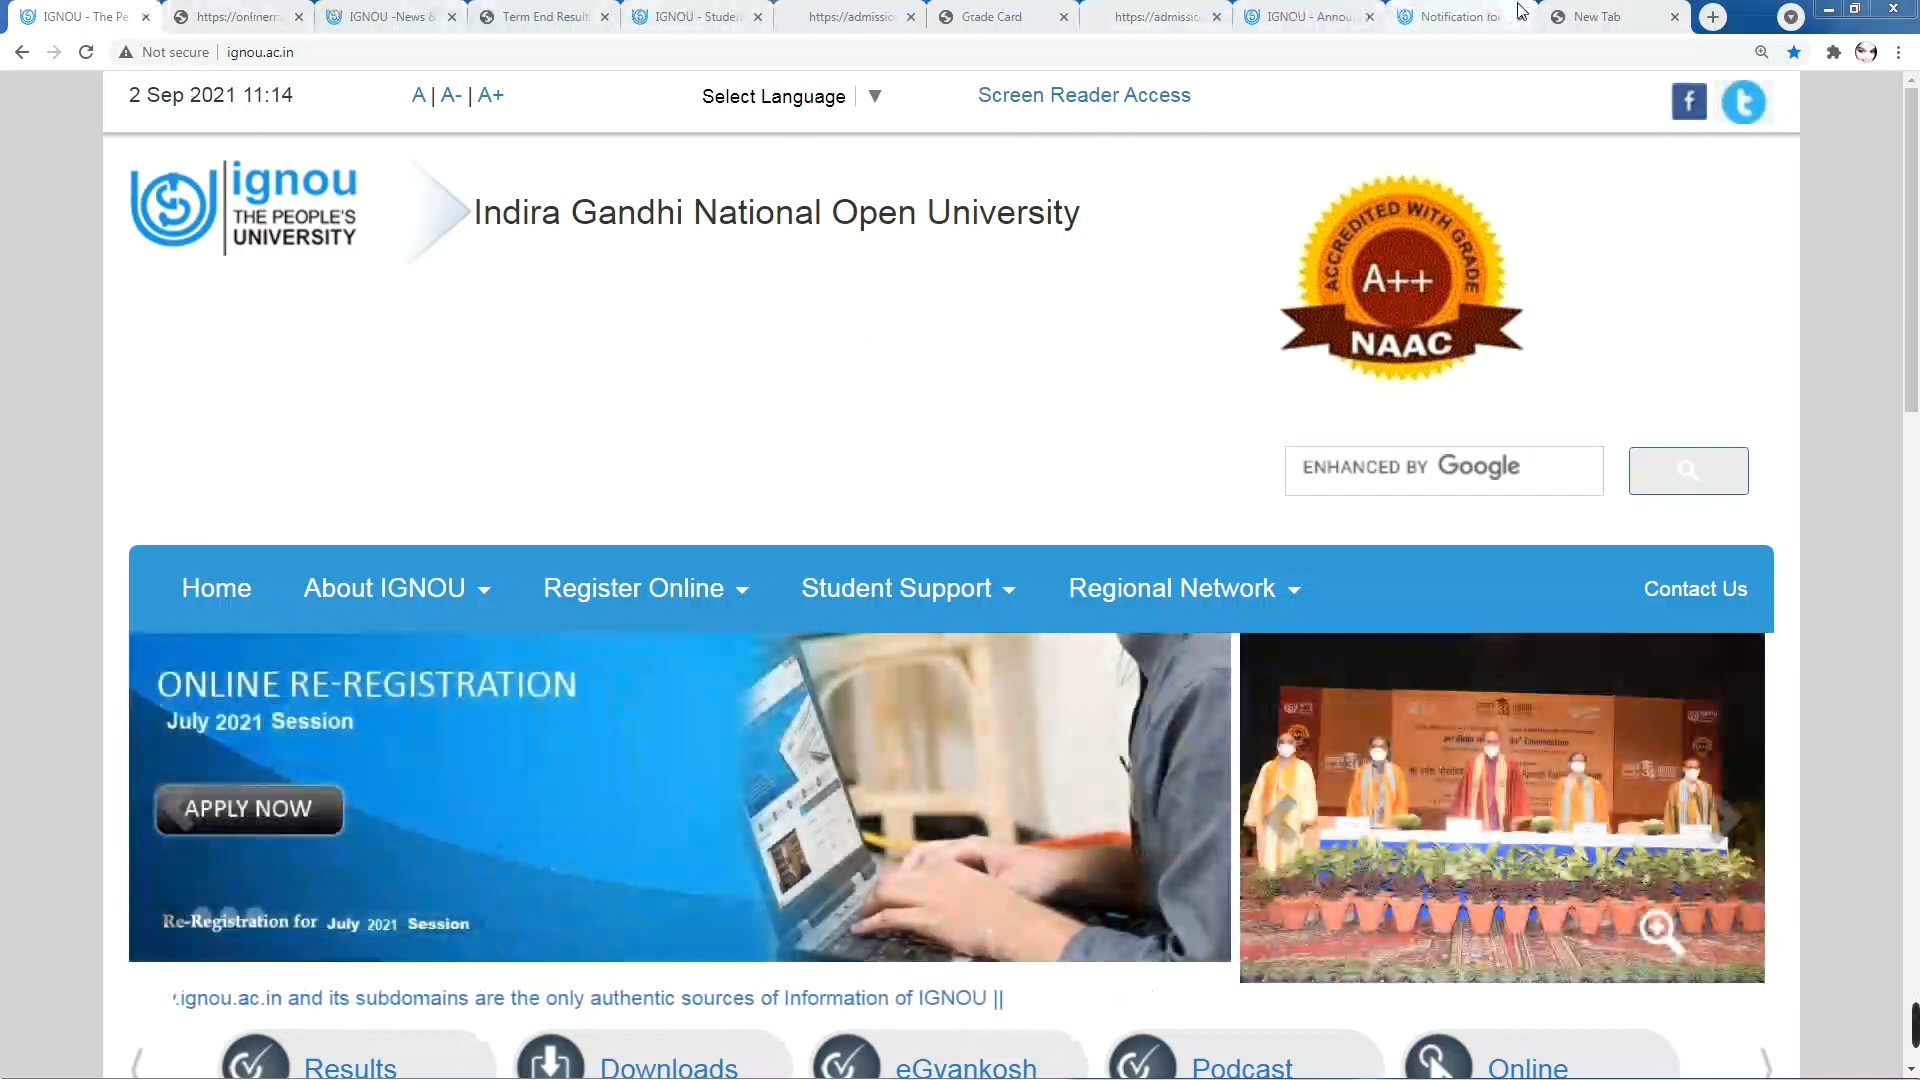 IGNOU - The Pe
https://onlinem
IGNOU -News &
Term End Result
IGNOU - Studen
https://admissio
Grade Card
https://admissio
IGNOU - Annou
Notification for
New Tab
Not secure
ignou.ac.in
2 Sep 2021 11:14
A | A- | A+
Select Language ▼
Screen Reader Access
f
t
ignou
THE PEOPLE'S
UNIVERSITY
Indira Gandhi National Open University
ACCREDITED WITH GRADE
A++
NAAC
ENHANCED BY Google
Home
About IGNOU
Register Online
Student Support
Regional Network
Contact Us
ONLINE RE-REGISTRATION
July 2021 Session
APPLY NOW
Re-Registration for July 2021 Session
.ignou.ac.in and its subdomains are the only authentic sources of Information of IGNOU ||
Results
Downloads
eGyankosh
Podcast
Online